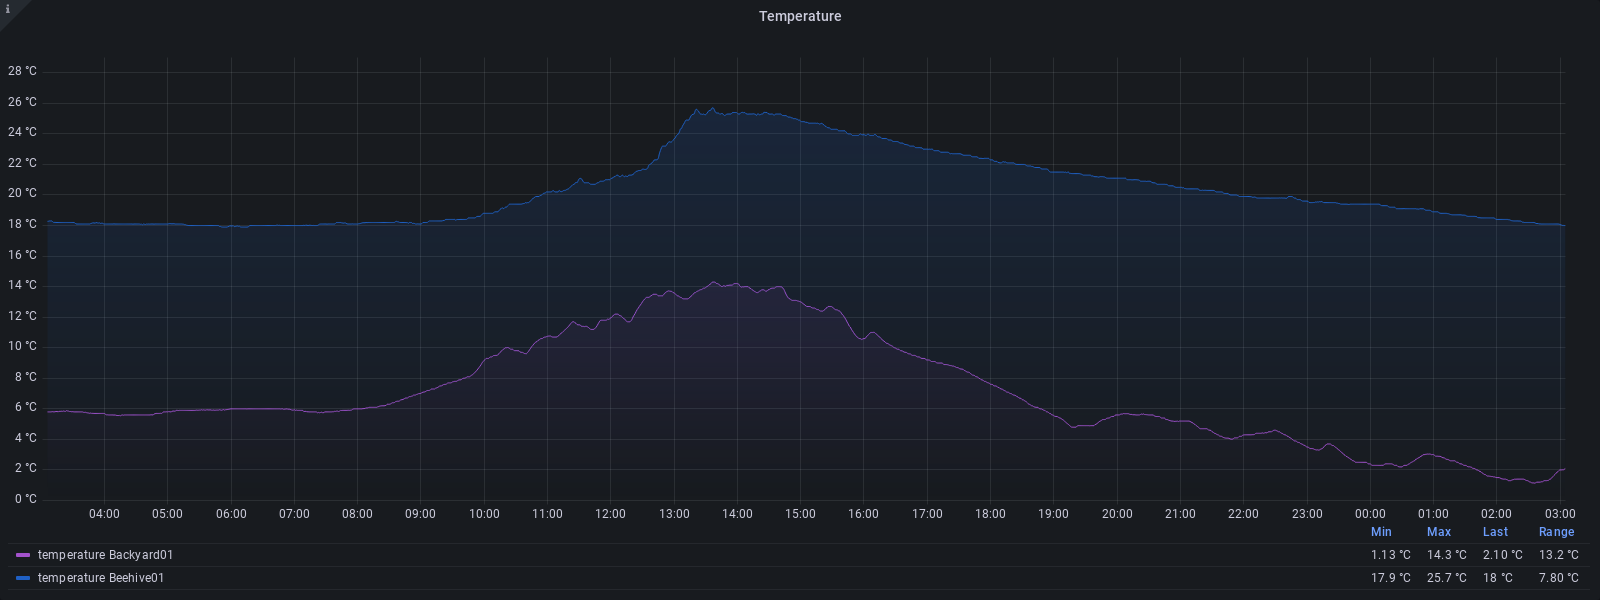 i
Temperature
28 °C
26 °C
24 °C
22 °C
20 °C
18 °C
16 °C
14 °C
12 °C
10 °C
8 °C
6 °C
4 °C
2 °C
0 °C
04:00 05:00 06:00 07:00 08:00 09:00 10:00 11:00 12:00 13:00 14:00 15:00 16:00 17:00 18:00 19:00 20:00 21:00 22:00 23:00 00:00 01:00 02:00 03:00
Min Max Last Range
temperature Backyard01 1.13 °C 14.3 °C 2.10 °C 13.2 °C
temperature Beehive01 17.9 °C 25.7 °C 18 °C 7.80 °C